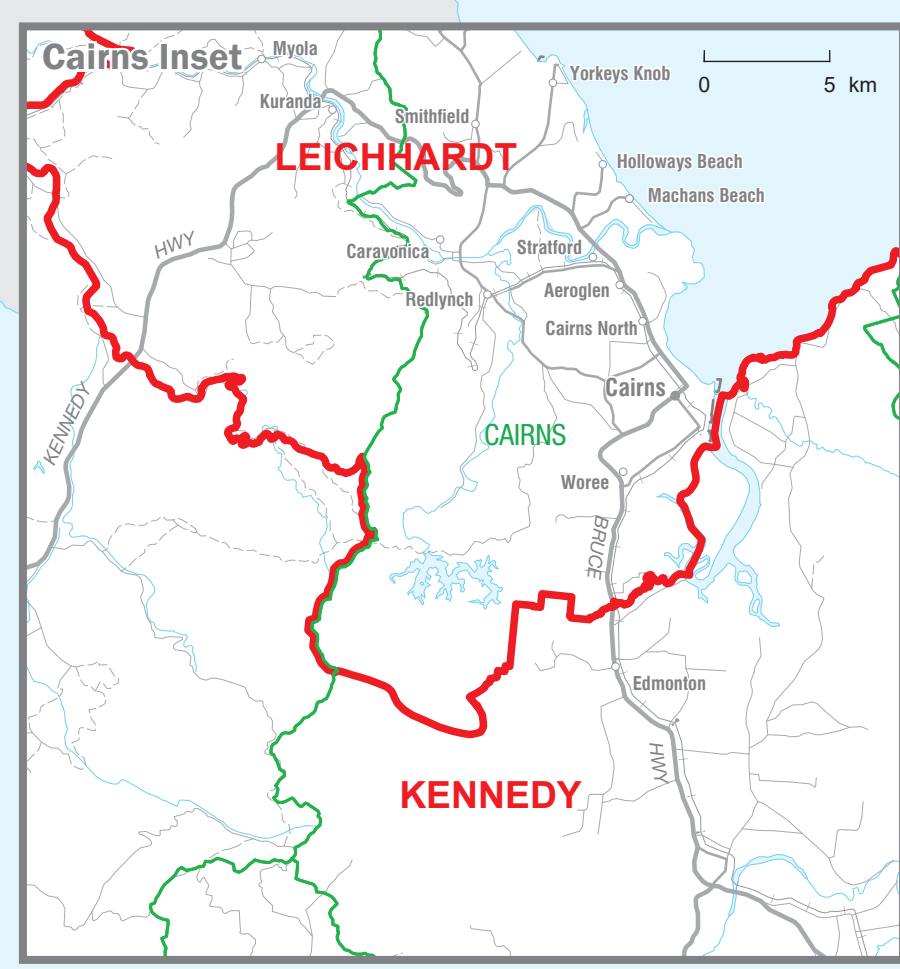 Cairns Inset
Myola
Yorkeys Knob
0 5 km
Kuranda
Smithfield
LEICHHARDT
Holloways Beach
Machans Beach
HWY
Caravonica
Stratford
Redlynch
Aeroglen
Cairns North
Cairns
KENNEDY
CAIRNS
Woree
BRUCE
Edmonton
HWY
KENNEDY